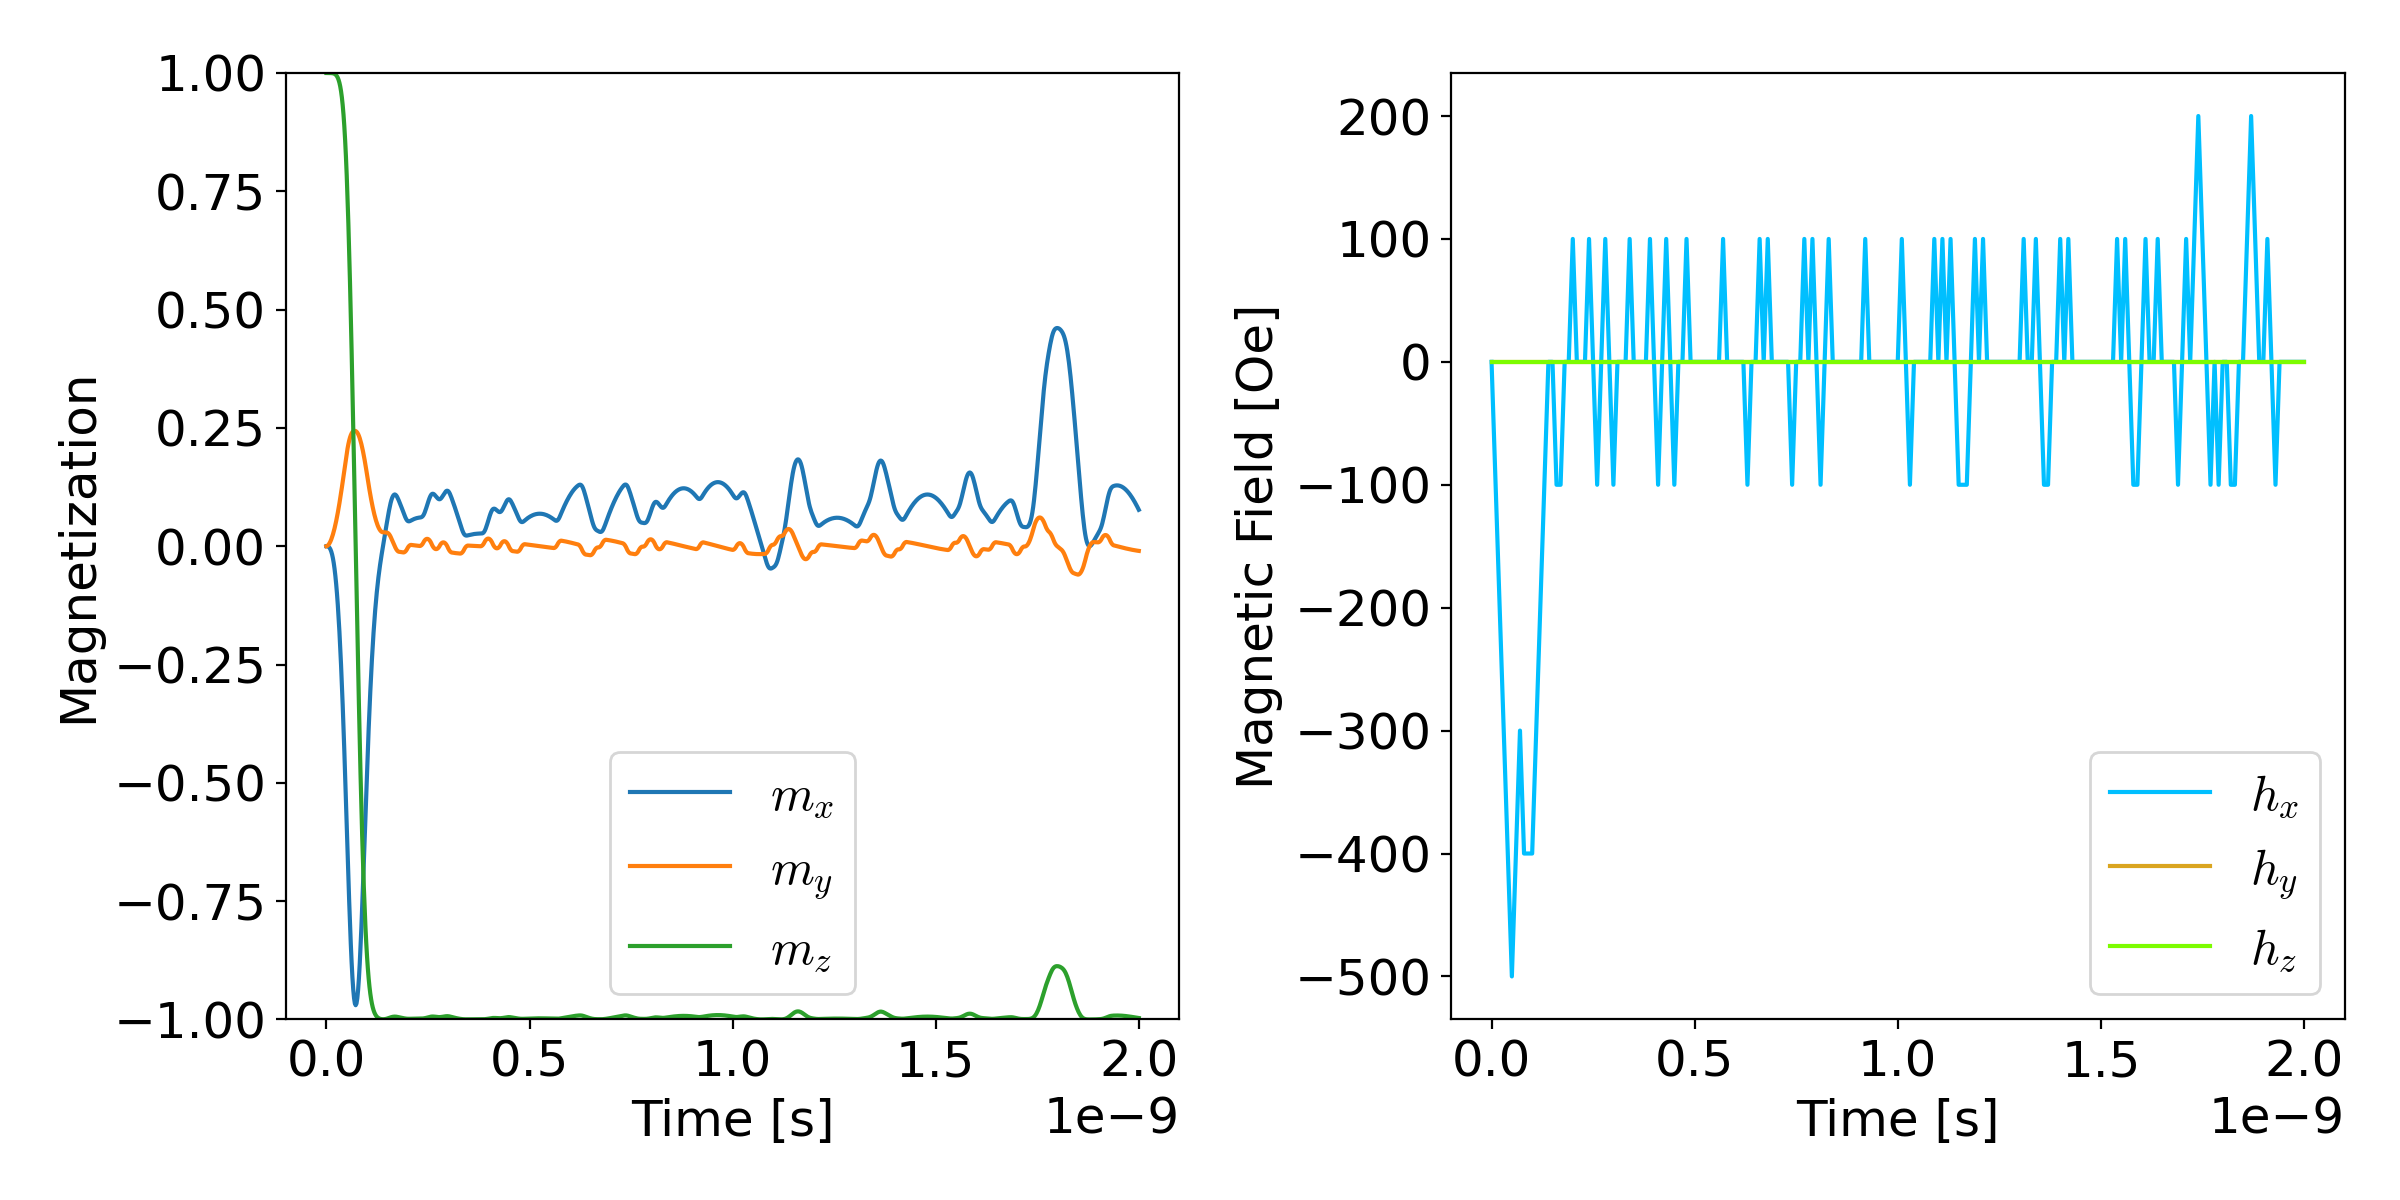 1.00
0.75
0.50
0.25
0.00
−0.25
−0.50
−0.75
−1.00
Magnetization
0.0 0.5 1.0 1.5 2.0
Time [s]
1e−9
m_x
m_y
m_z
200
100
0
−100
−200
−300
−400
−500
Magnetic Field [Oe]
0.0 0.5 1.0 1.5 2.0
Time [s]
1e−9
h_x
h_y
h_z